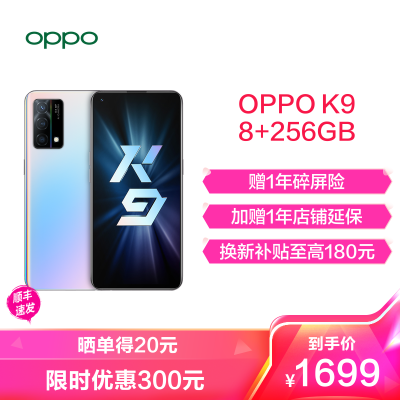 oppo
OPPO K9
8+256GB
K9
赠1年碎屏险
加赠1年店铺延保
换新补贴至高180元
顺丰
速发
晒单得20元
限时优惠300元
到手价
¥1699